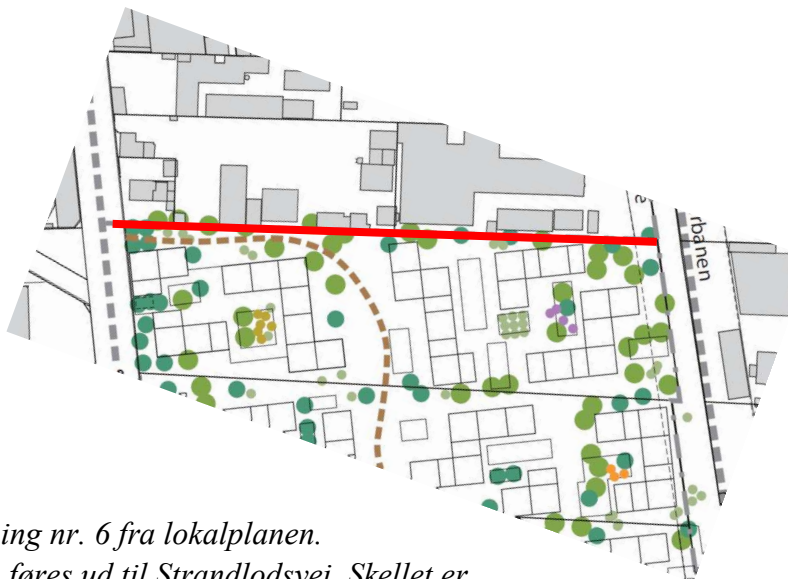 rbanen
ing nr. 6 fra lokalplanen.
føres ud til Strandlodsvej. Skellet er